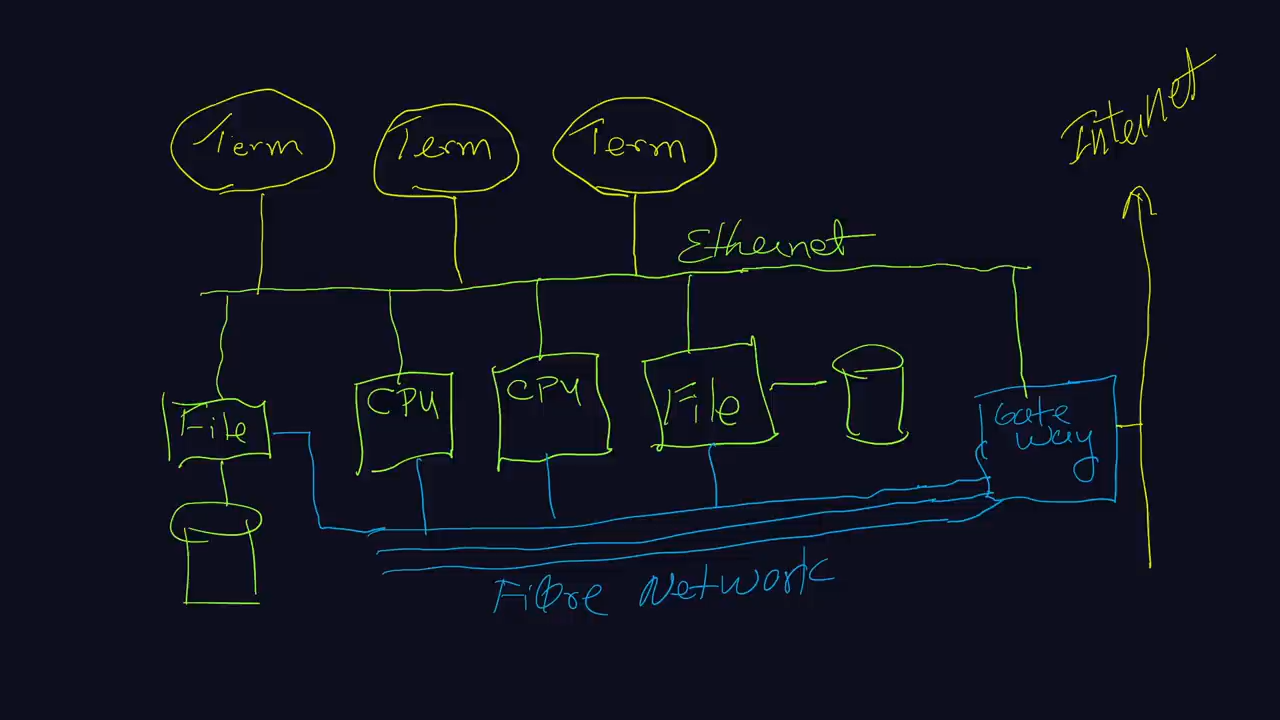 Internet
Term
Term
Term
Ethernet
File
CPU
CPU
File
Gate
Way
Fibre Network